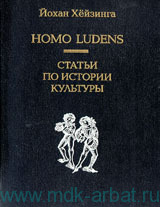 Йохан Хёйзинга
HOMO LUDENS
СТАТЬИ
ПО ИСТОРИИ
КУЛЬТУРЫ
www.mdk-arbat.ru